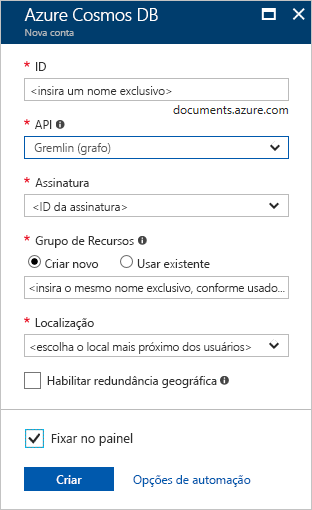 Azure Cosmos DB
Nova conta
* ID
<insira um nome exclusivo>
documents.azure.com
* API
Gremlin (grafo)
* Assinatura
<ID da assinatura>
* Grupo de Recursos
Criar novo Usar existente
<insira o mesmo nome exclusivo, conforme usado...
* Localização
<escolha o local mais próximo dos usuários>
Habilitar redundância geográfica
Fixar no painel
Criar Opções de automação